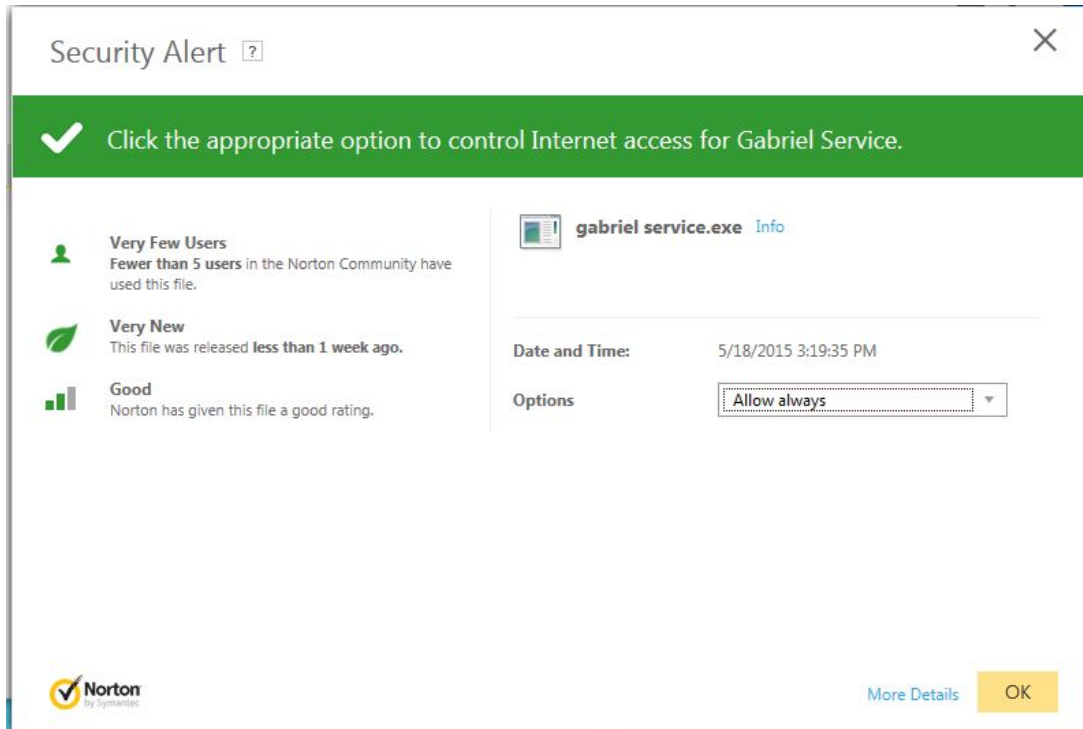 Security Alert ?
Click the appropriate option to control Internet access for Gabriel Service.
Very Few Users
Fewer than 5 users in the Norton Community have
used this file.
Very New
This file was released less than 1 week ago.
Good
Norton has given this file a good rating.
gabriel service.exe Info
Date and Time: 5/18/2015 3:19:35 PM
Options Allow always
Norton
by Symantec
More Details
OK